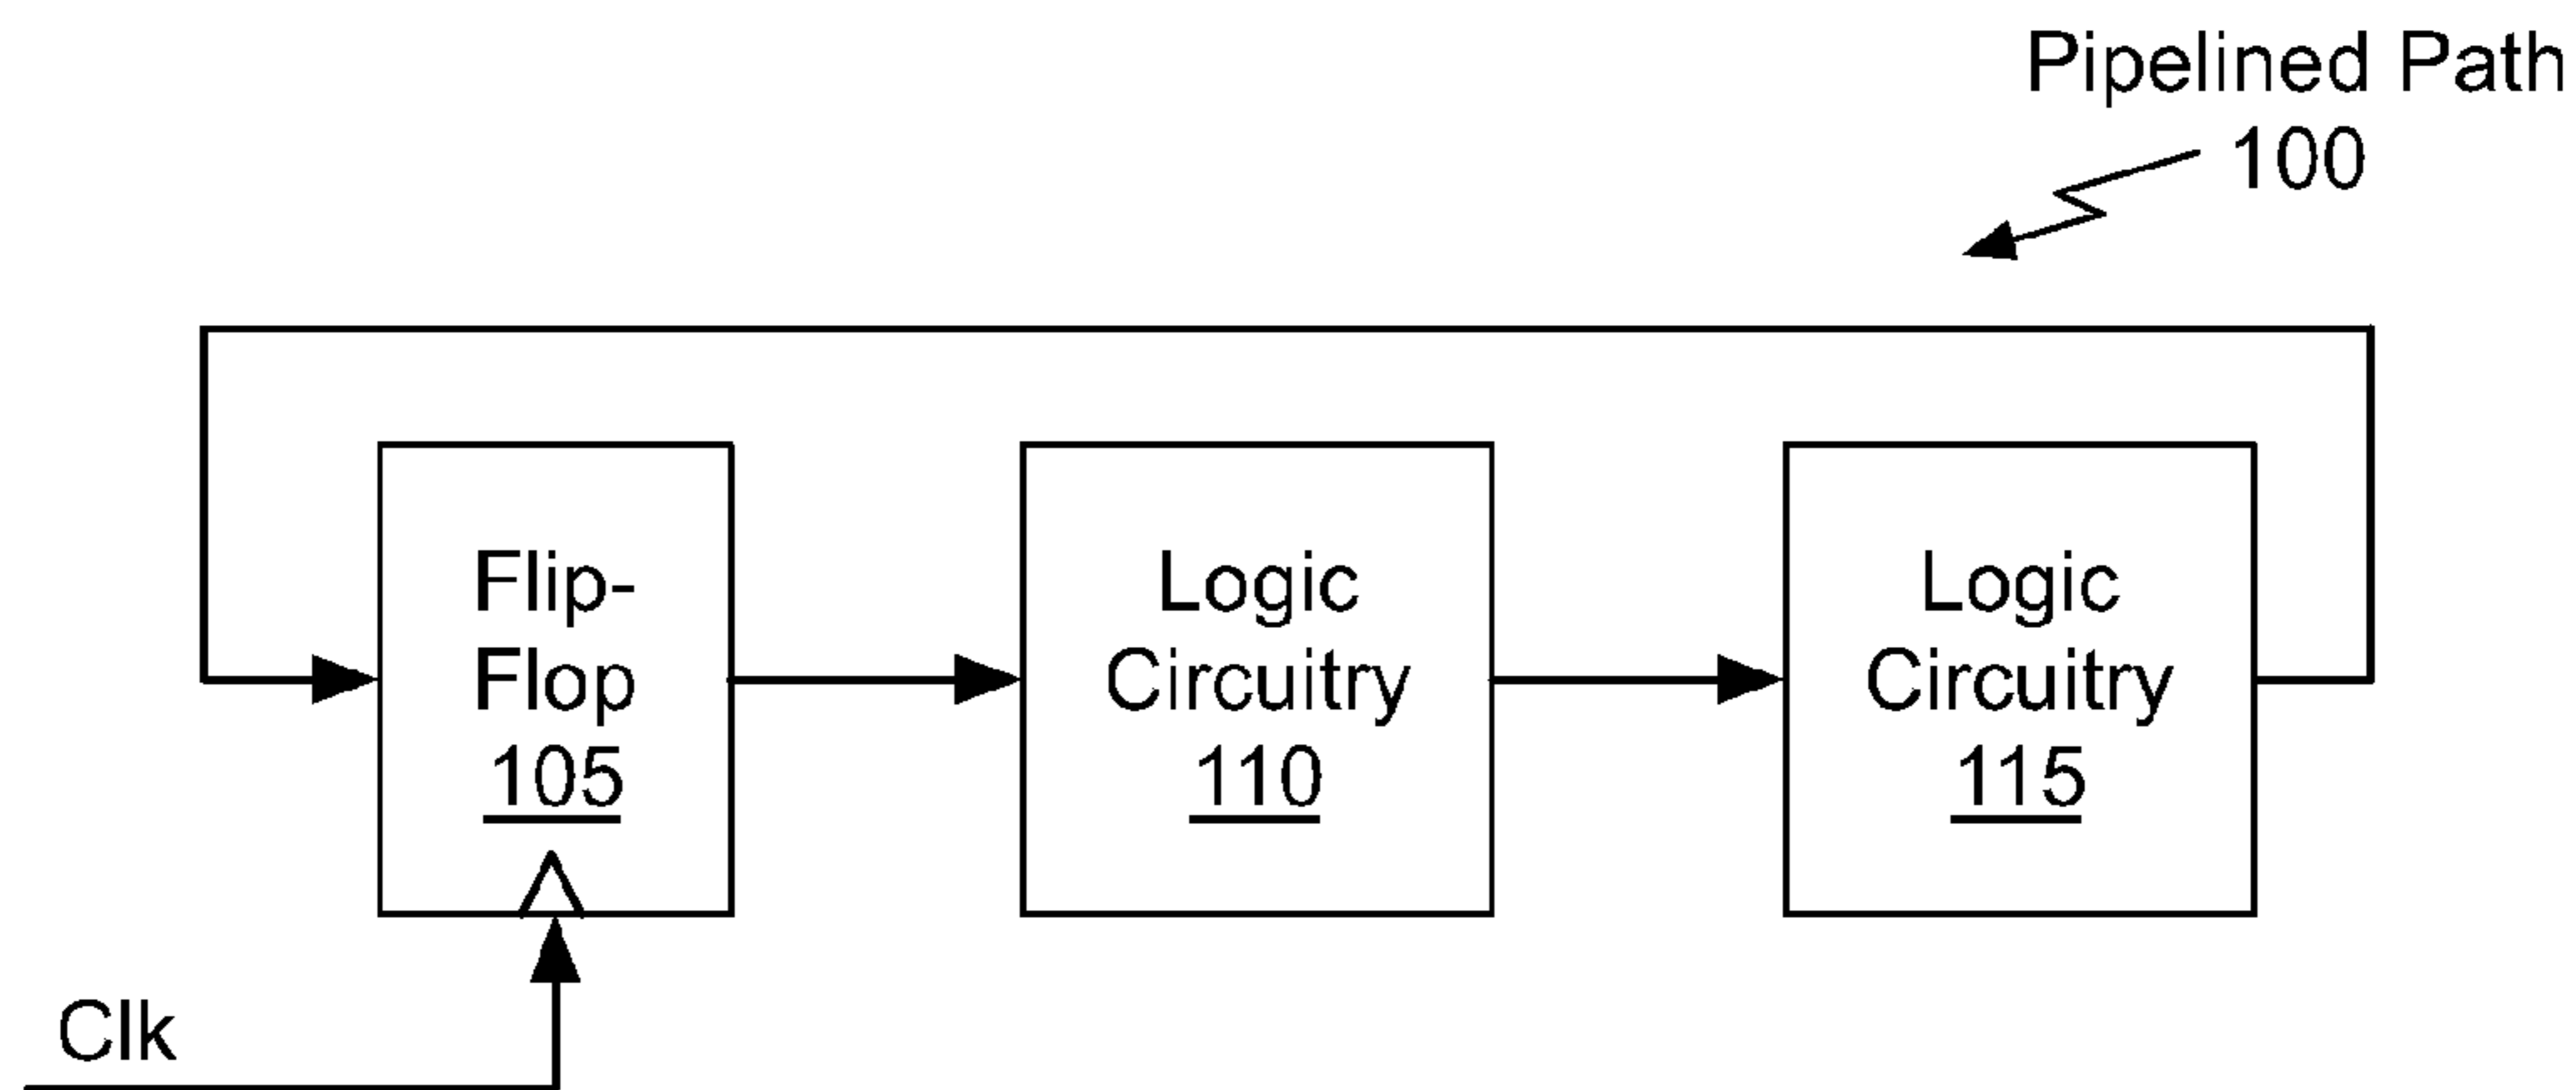 Pipelined Path
100
Flip-
Flop
105
Logic
Circuitry
110
Logic
Circuitry
115
Clk